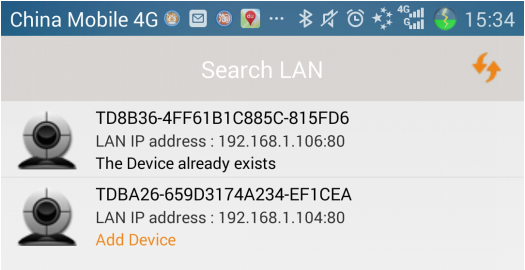 China Mobile 4G 15:34
Search LAN
TD8B36-4FF61B1C885C-815FD6
LAN IP address : 192.168.1.106:80
The Device already exists
TDBA26-659D3174A234-EF1CEA
LAN IP address : 192.168.1.104:80
Add Device